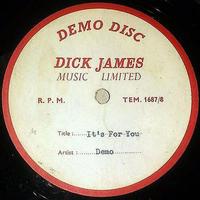 DEMO DISC
DICK JAMES
MUSIC LIMITED
R. P. M. TEM. 1687/8
Title :...... It's For You
Artist :...... Demo